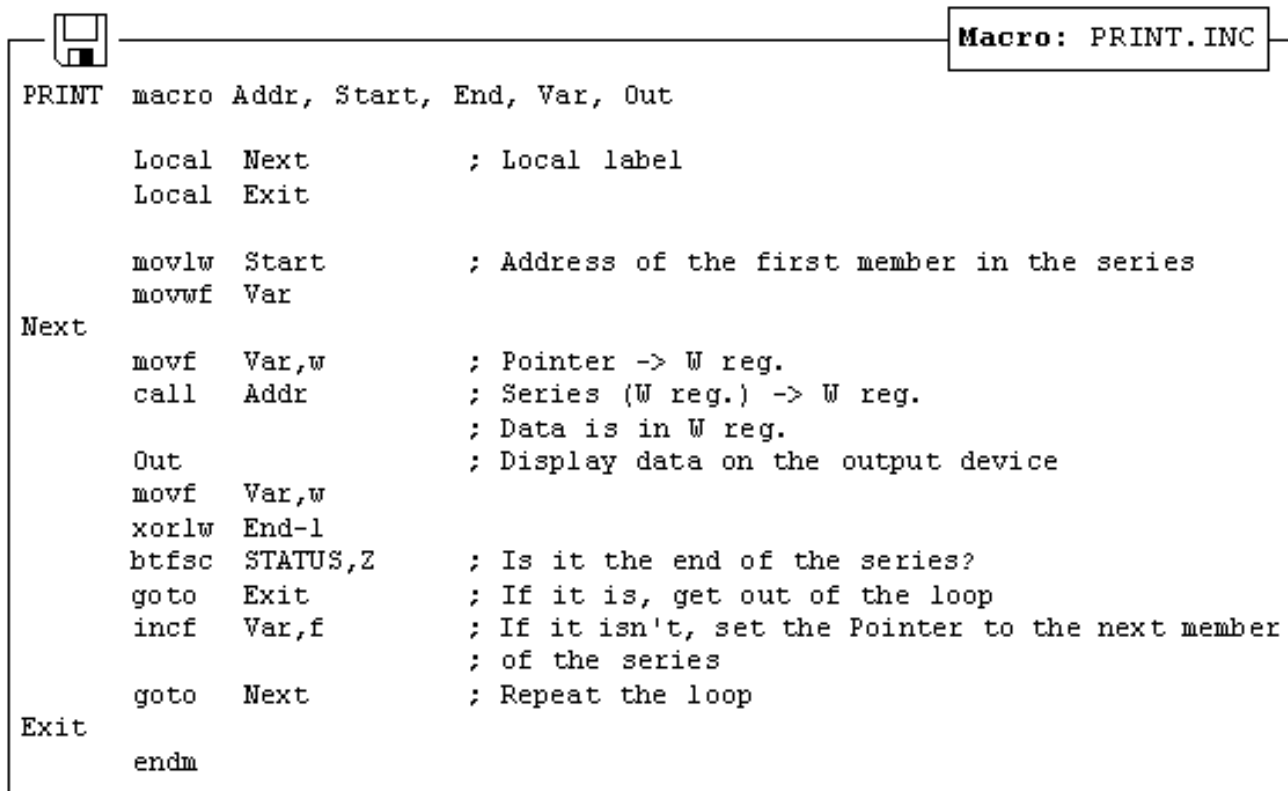 Macro: PRINT.INC
PRINT macro Addr, Start, End, Var, Out
Local Next ; Local label
Local Exit
movlw Start ; Address of the first member in the series
movwf Var
Next
movf Var,w ; Pointer -> W reg.
call Addr ; Series (W reg.) -> W reg.
; Data is in W reg.
Out ; Display data on the output device
movf Var,w
xorlw End-1
btfsc STATUS,Z ; Is it the end of the series?
goto Exit ; If it is, get out of the loop
incf Var,f ; If it isn't, set the Pointer to the next member
; of the series
goto Next ; Repeat the loop
Exit
endm